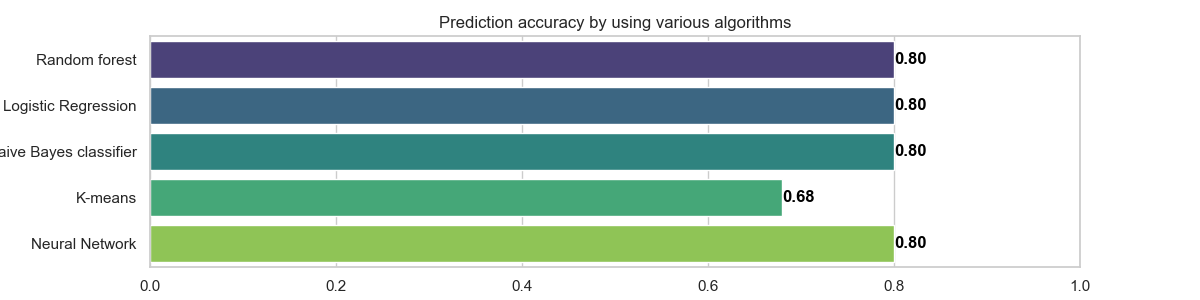 Prediction accuracy by using various algorithms
Random forest 0.80
Logistic Regression 0.80
aive Bayes classifier 0.80
K-means 0.68
Neural Network 0.80
0.0 0.2 0.4 0.6 0.8 1.0